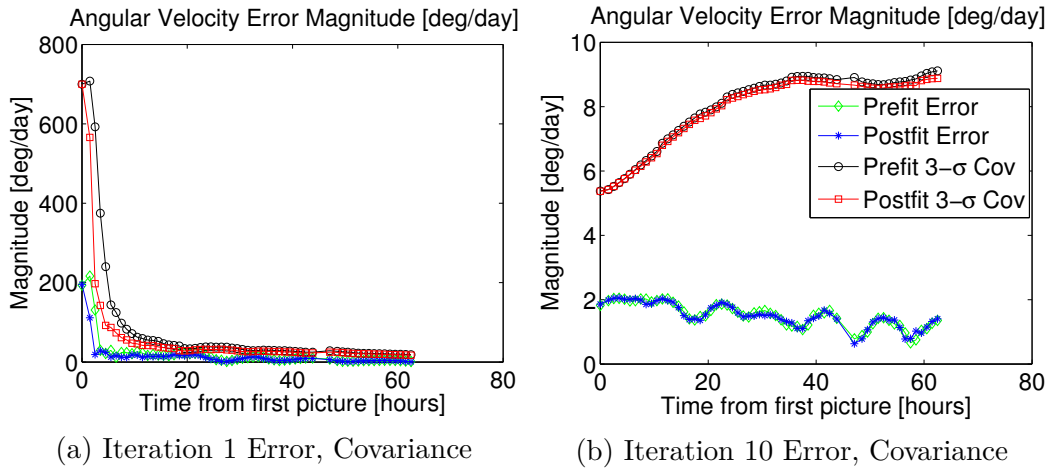 Angular Velocity Error Magnitude [deg/day]
800
600
400
200
0
0
20
40
60
80
Magnitude [deg/day]
Time from first picture [hours]
(a) Iteration 1 Error, Covariance
Angular Velocity Error Magnitude [deg/day]
10
8
6
4
2
0
0
20
40
60
80
Magnitude [deg/day]
Time from first picture [hours]
Prefit Error
Postfit Error
Prefit 3−σ Cov
Postfit 3−σ Cov
(b) Iteration 10 Error, Covariance